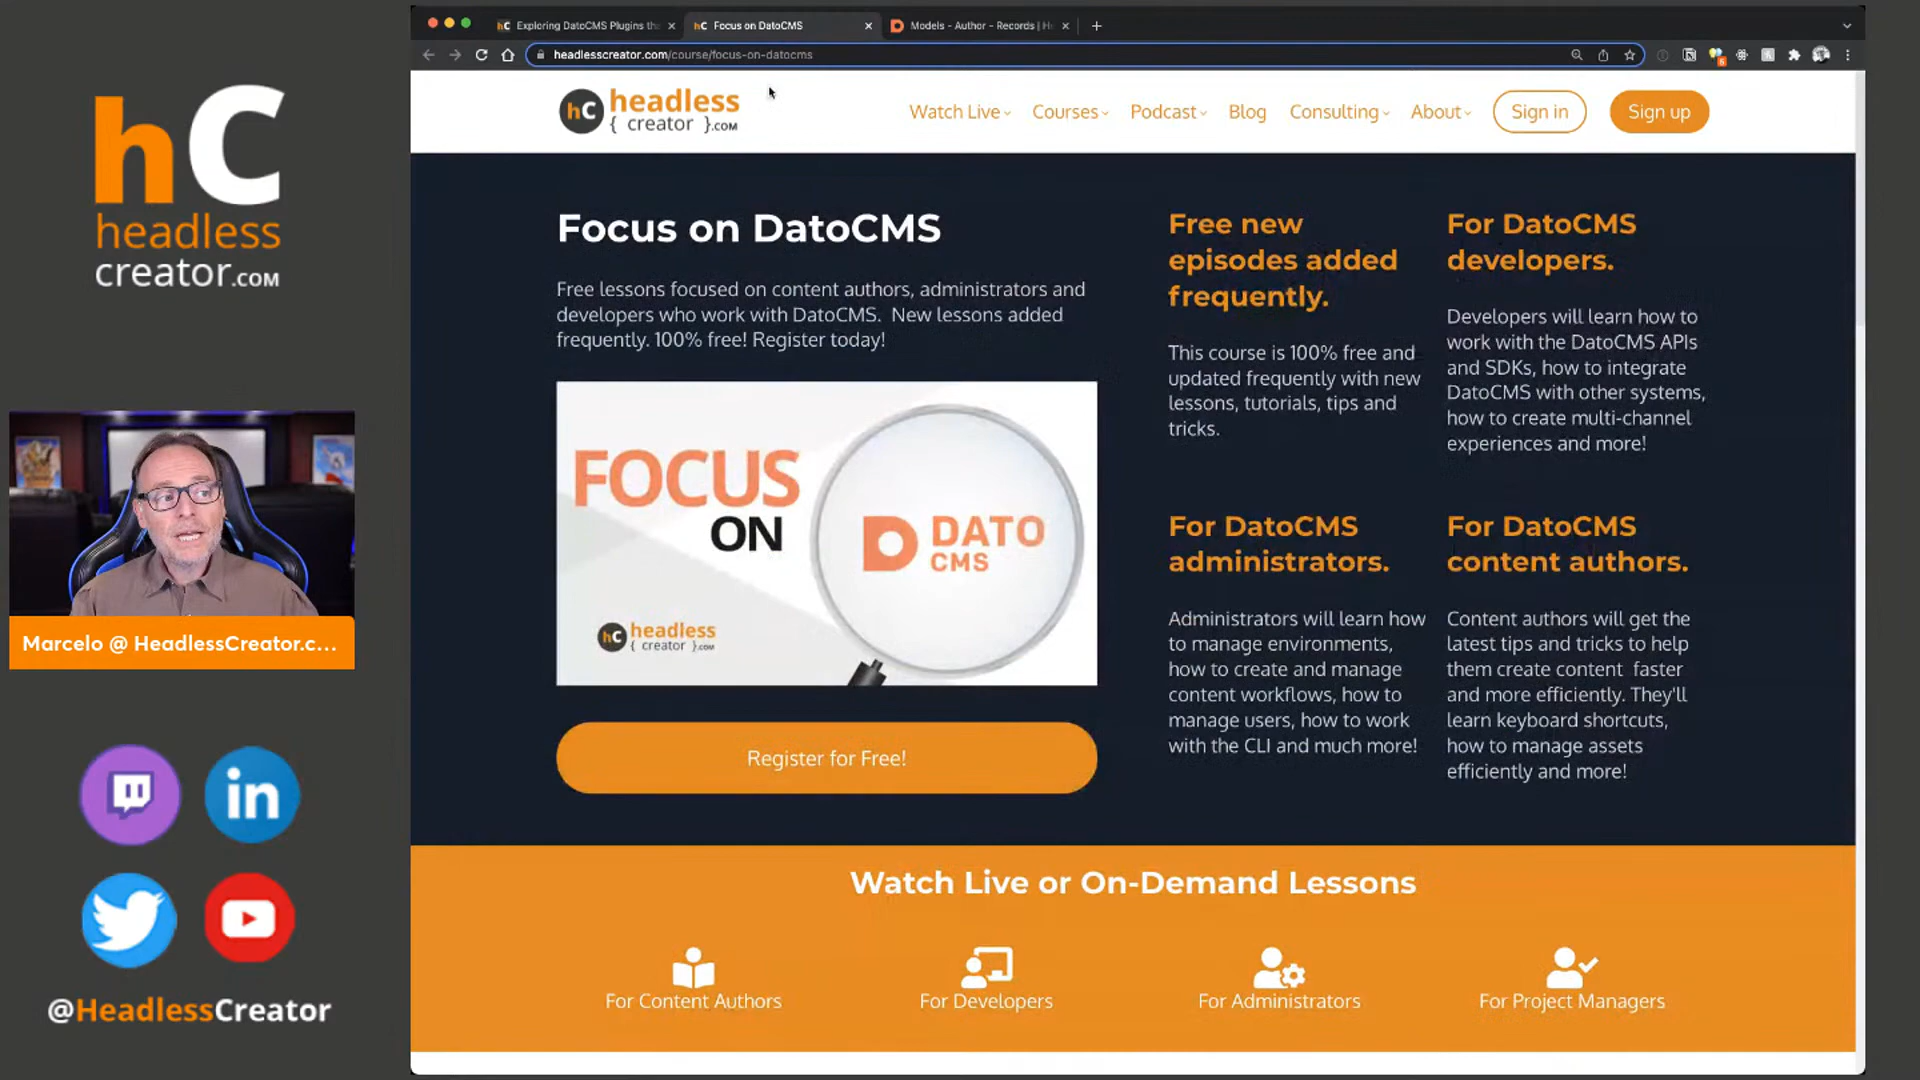 hC
headless
creator.com
Marcelo @ HeadlessCreator.c...
in
@HeadlessCreator
hC Exploring DatoCMS Plugins th
hC Focus on DatoCMS
Models - Author - Records | H
headlesscreator.com/course/focus-on-datocms
hC headless
{ creator }.com
Watch Live
Courses
Podcast
Blog
Consulting
About
Sign in
Sign up
Focus on DatoCMS
Free lessons focused on content authors, administrators and
developers who work with DatoCMS. New lessons added
frequently. 100% free! Register today!
FOCUS
ON
DATO
CMS
hC headless
{ creator }.com
Register for Free!
Free new
episodes added
frequently.
This course is 100% free and
updated frequently with new
lessons, tutorials, tips and
tricks.
For DatoCMS
developers.
Developers will learn how to
work with the DatoCMS APIs
and SDKs, how to integrate
DatoCMS with other systems,
how to create multi-channel
experiences and more!
For DatoCMS
administrators.
Administrators will learn how
to manage environments,
how to create and manage
content workflows, how to
manage users, how to work
with the CLI and much more!
For DatoCMS
content authors.
Content authors will get the
latest tips and tricks to help
them create content faster
and more efficiently. They'll
learn keyboard shortcuts,
how to manage assets
efficiently and more!
Watch Live or On-Demand Lessons
For Content Authors
For Developers
For Administrators
For Project Managers